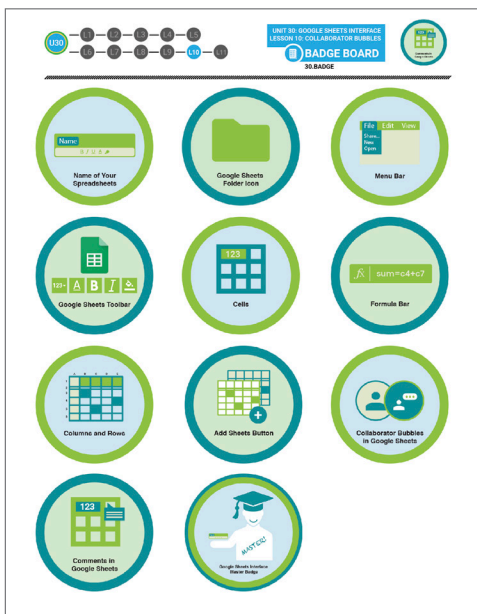 U30
L1
L2
L3
L4
L5
L6
L7
L8
L9
L10
L11
UNIT 30: GOOGLE SHEETS INTERFACE
LESSON 10: COLLABORATOR BUBBLES
BADGE BOARD
30.BADGE
Name
Name of Your
Spreadsheets
Google Sheets
Folder Icon
File Edit View
Share...
New
Open
Menu Bar
123
A B I
Google Sheets Toolbar
123
Cells
fx sum=c4+c7
Formula Bar
Columns and Rows
Add Sheets Button
Collaborator Bubbles
in Google Sheets
123
Comments in
Google Sheets
Google Sheets Interface
Master Badge